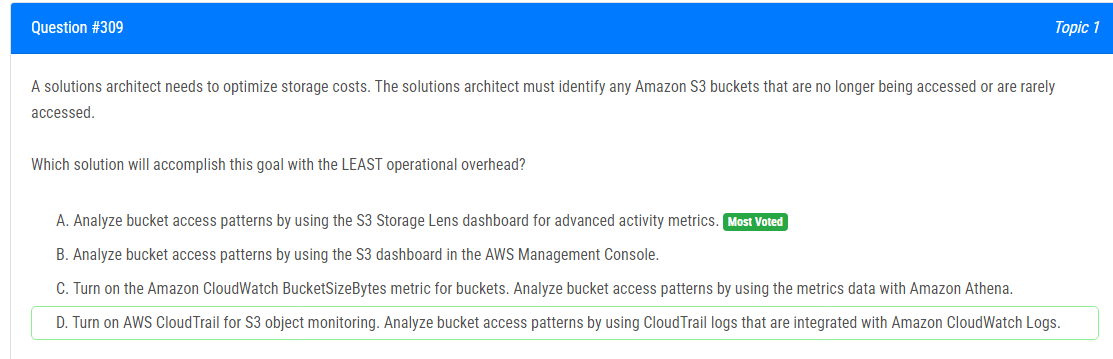 Question #309
Topic 1
A solutions architect needs to optimize storage costs. The solutions architect must identify any Amazon S3 buckets that are no longer being accessed or are rarely
accessed.
Which solution will accomplish this goal with the LEAST operational overhead?
A. Analyze bucket access patterns by using the S3 Storage Lens dashboard for advanced activity metrics. Most Voted
B. Analyze bucket access patterns by using the S3 dashboard in the AWS Management Console.
C. Turn on the Amazon CloudWatch BucketSizeBytes metric for buckets. Analyze bucket access patterns by using the metrics data with Amazon Athena.
D. Turn on AWS CloudTrail for S3 object monitoring. Analyze bucket access patterns by using CloudTrail logs that are integrated with Amazon CloudWatch Logs.